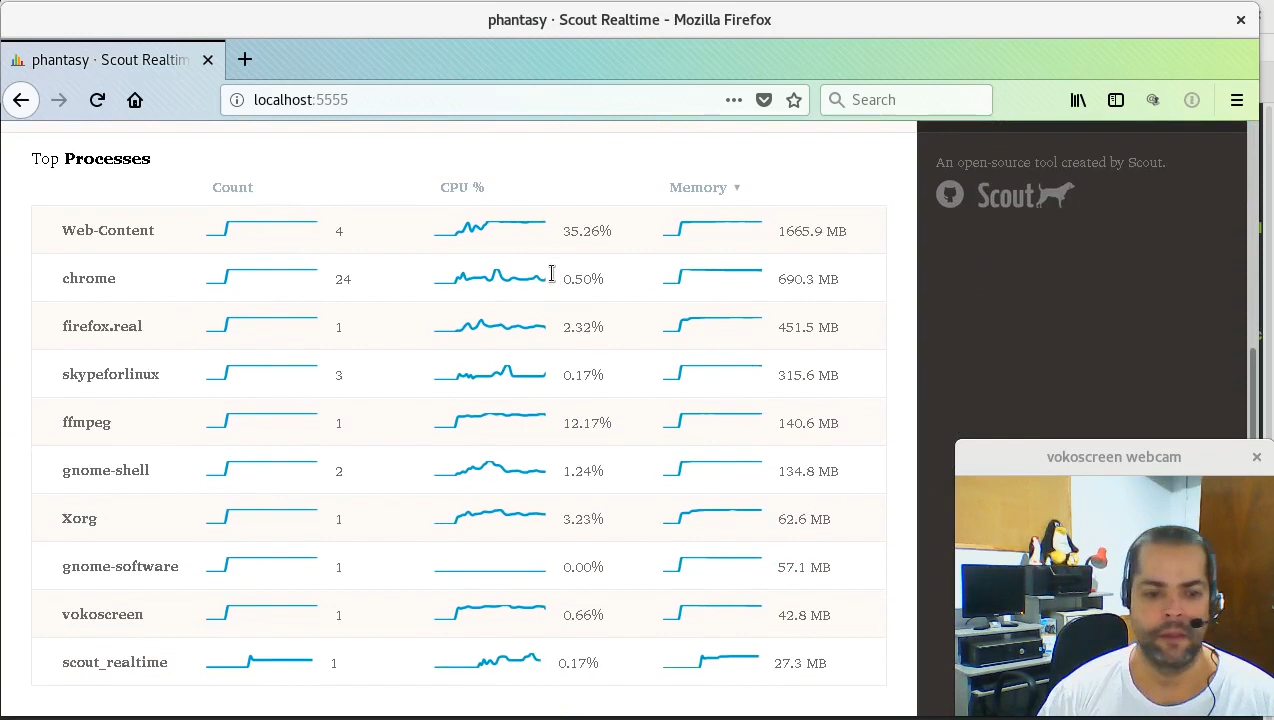 phantasy · Scout Realtime - Mozilla Firefox
phantasy · Scout Realtim
localhost:5555
Search
Top Processes
An open-source tool created by Scout.
Scout
Count CPU % Memory ▼
Web-Content 4 35.26% 1665.9 MB
chrome 24 0.50% 690.3 MB
firefox.real 1 2.32% 451.5 MB
skypeforlinux 3 0.17% 315.6 MB
ffmpeg 1 12.17% 140.6 MB
gnome-shell 2 1.24% 134.8 MB
Xorg 1 3.23% 62.6 MB
gnome-software 1 0.00% 57.1 MB
vokoscreen 1 0.66% 42.8 MB
scout_realtime 1 0.17% 27.3 MB
vokoscreen webcam